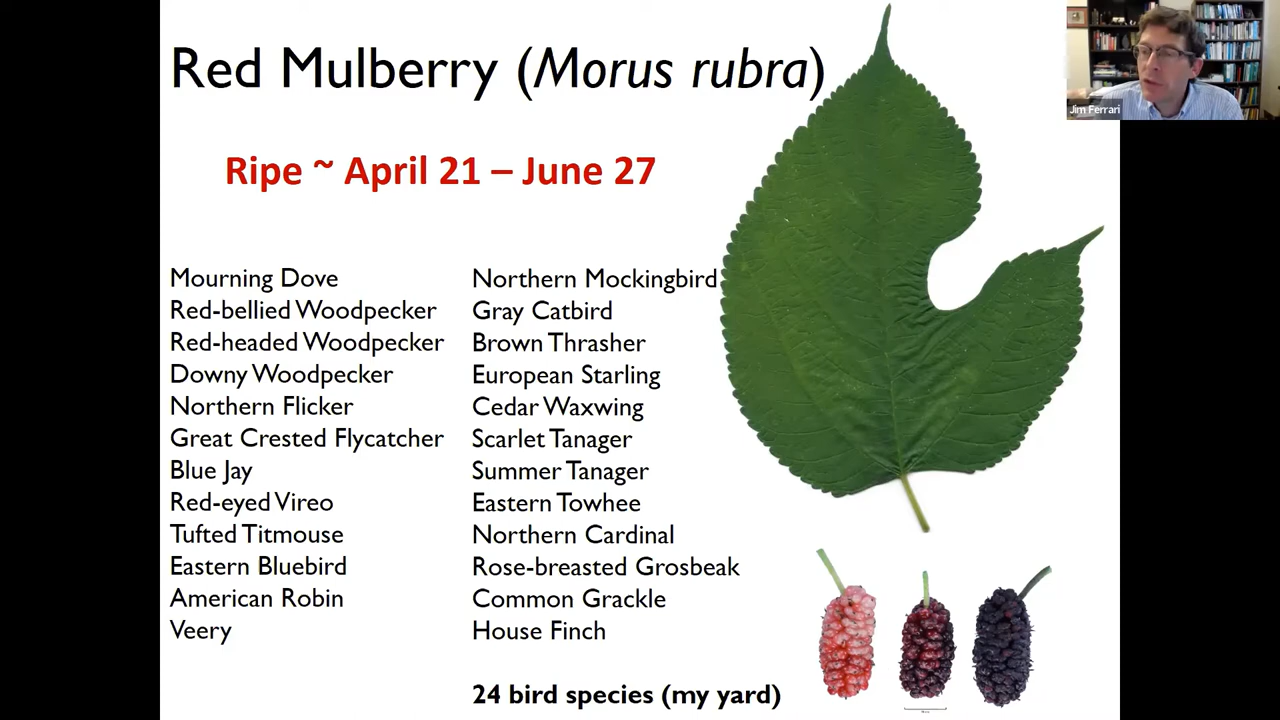 Red Mulberry (Morus rubra)
Jim Ferrari
Ripe ~ April 21 – June 27
Mourning Dove
Red-bellied Woodpecker
Red-headed Woodpecker
Downy Woodpecker
Northern Flicker
Great Crested Flycatcher
Blue Jay
Red-eyed Vireo
Tufted Titmouse
Eastern Bluebird
American Robin
Veery
Northern Mockingbird
Gray Catbird
Brown Thrasher
European Starling
Cedar Waxwing
Scarlet Tanager
Summer Tanager
Eastern Towhee
Northern Cardinal
Rose-breasted Grosbeak
Common Grackle
House Finch
24 bird species (my yard)